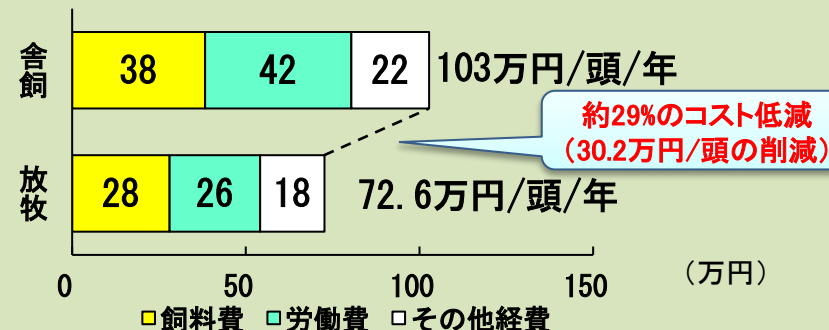 舎飼
38
42
22
103万円/頭/年
約29%のコスト低減
（30.2万円/頭の削減）
放牧
28
26
18
72.6万円/頭/年
0
50
100
150
（万円）
飼料費 労働費 その他経費